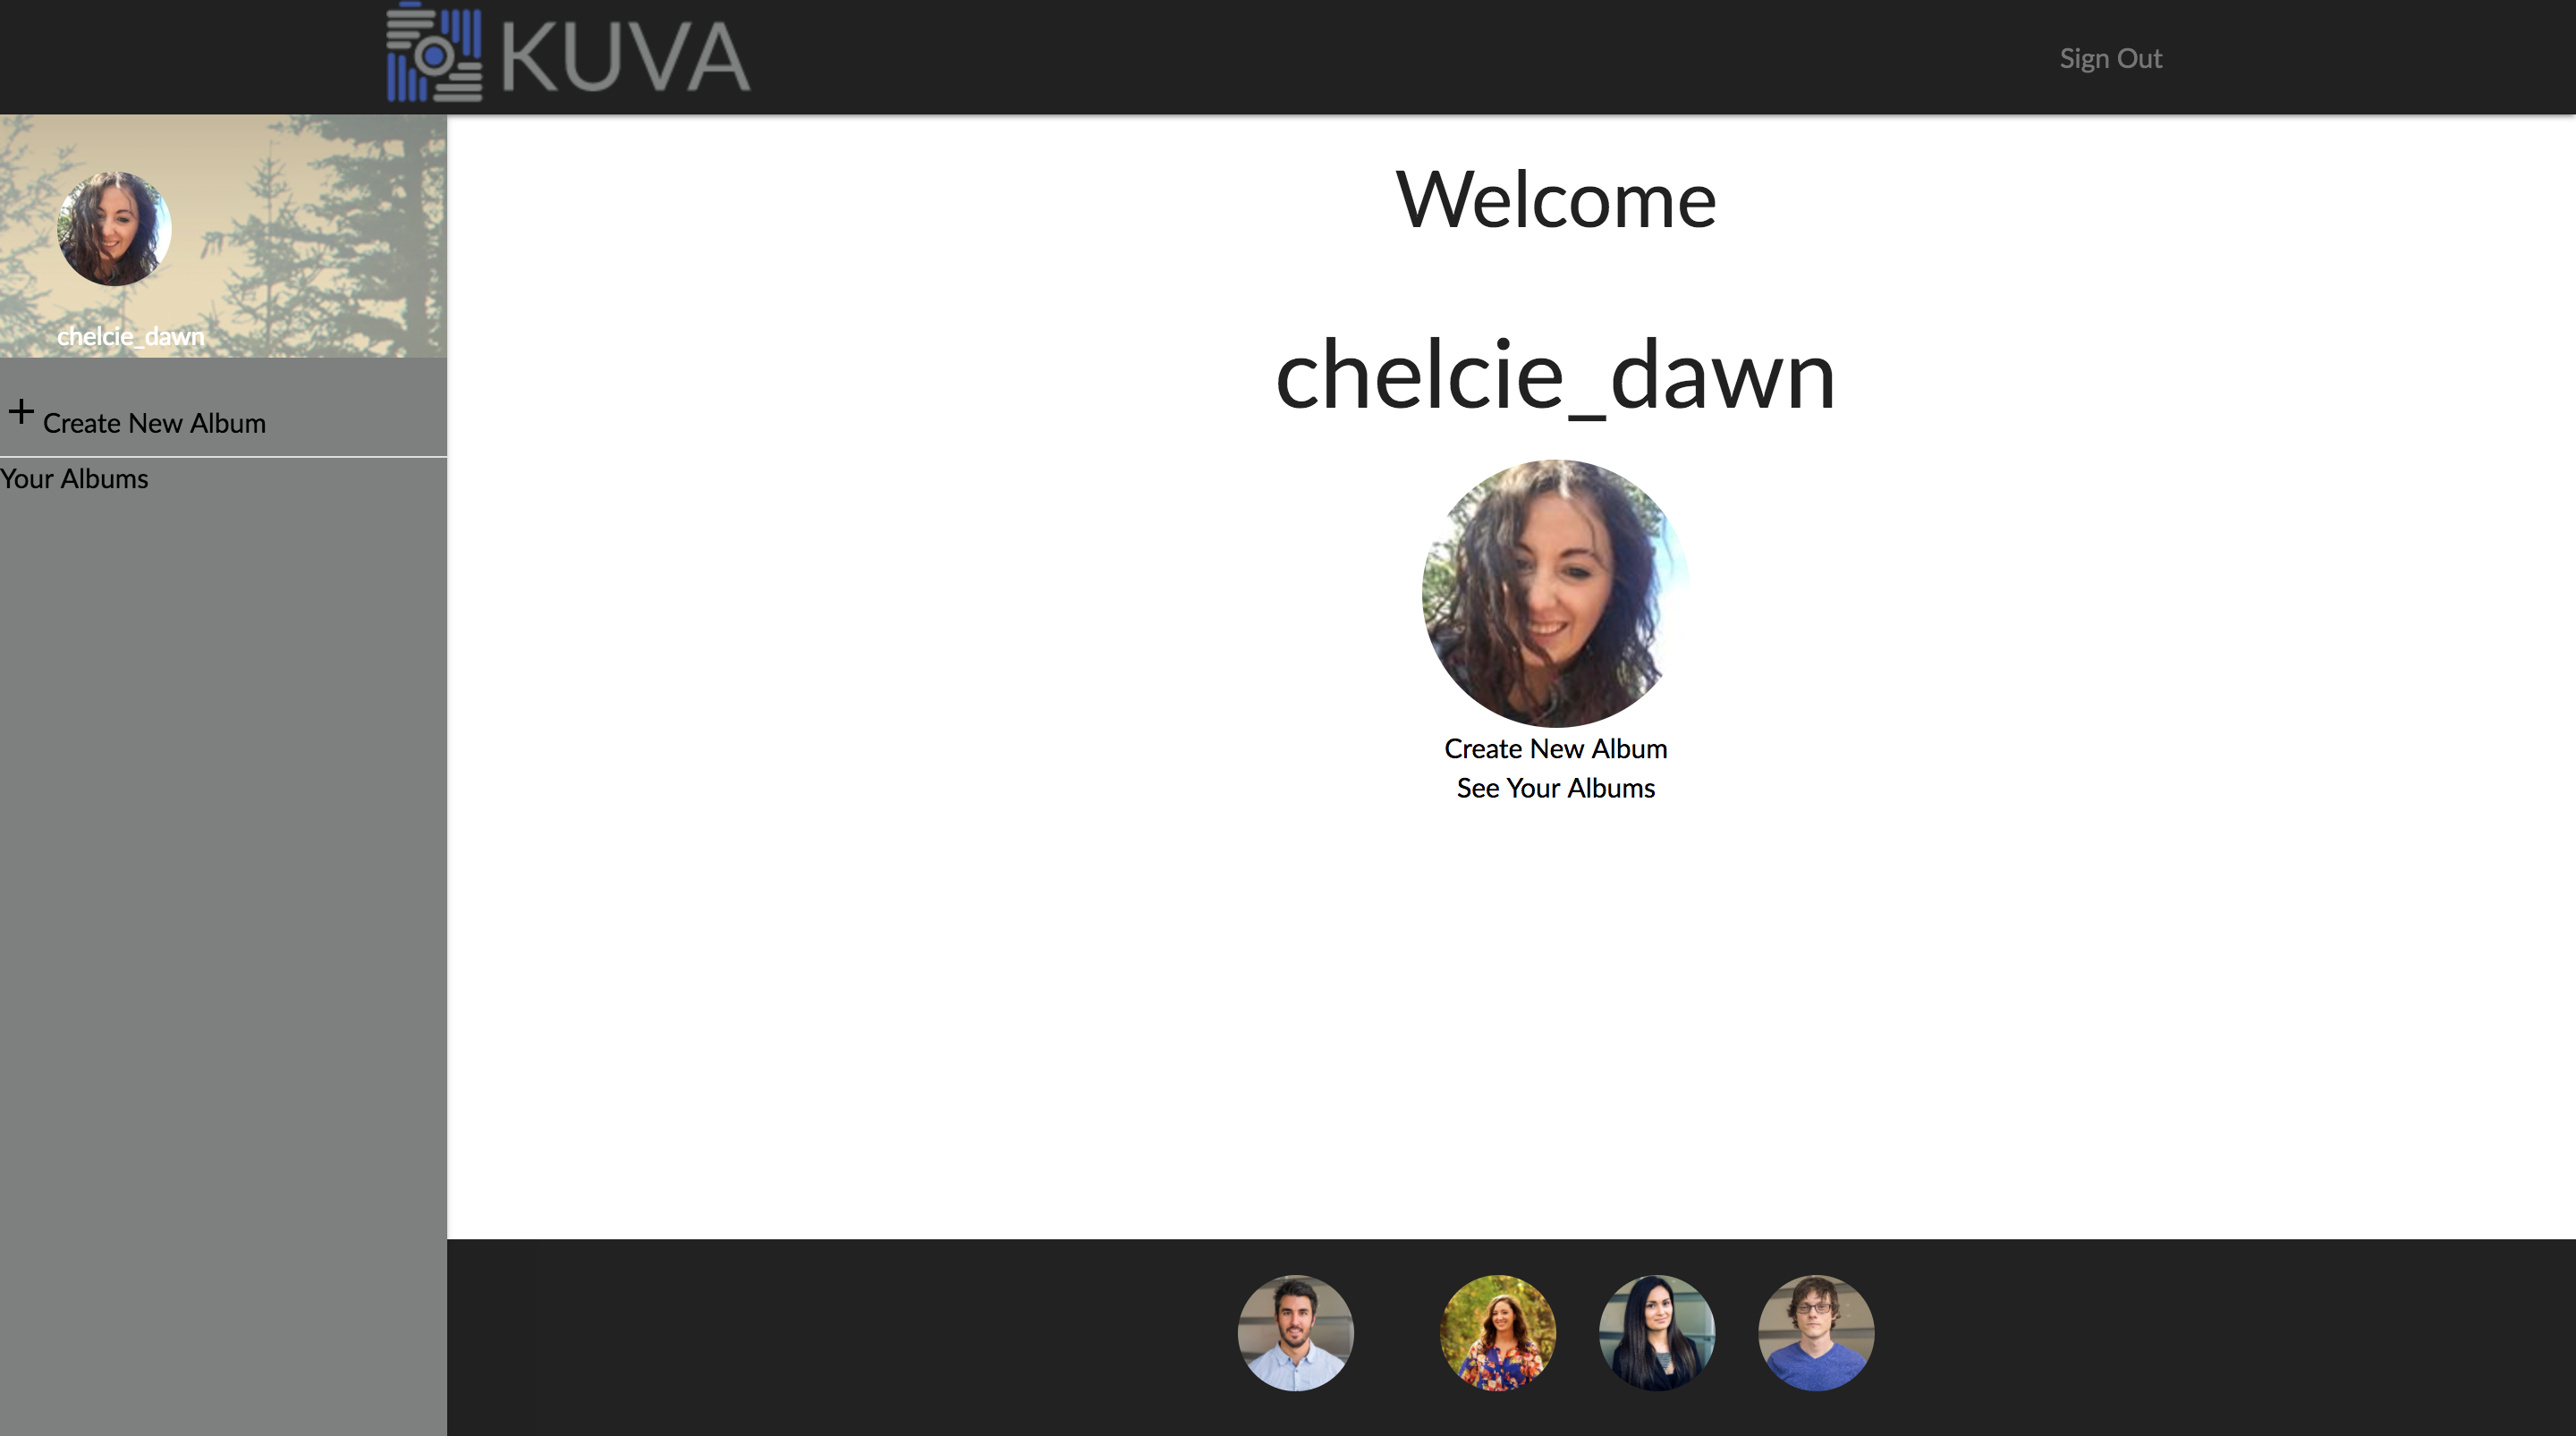 KUVA
Sign Out
chelcie_dawn
Create New Album
Your Albums
Welcome
chelcie_dawn
Create New Album
See Your Albums